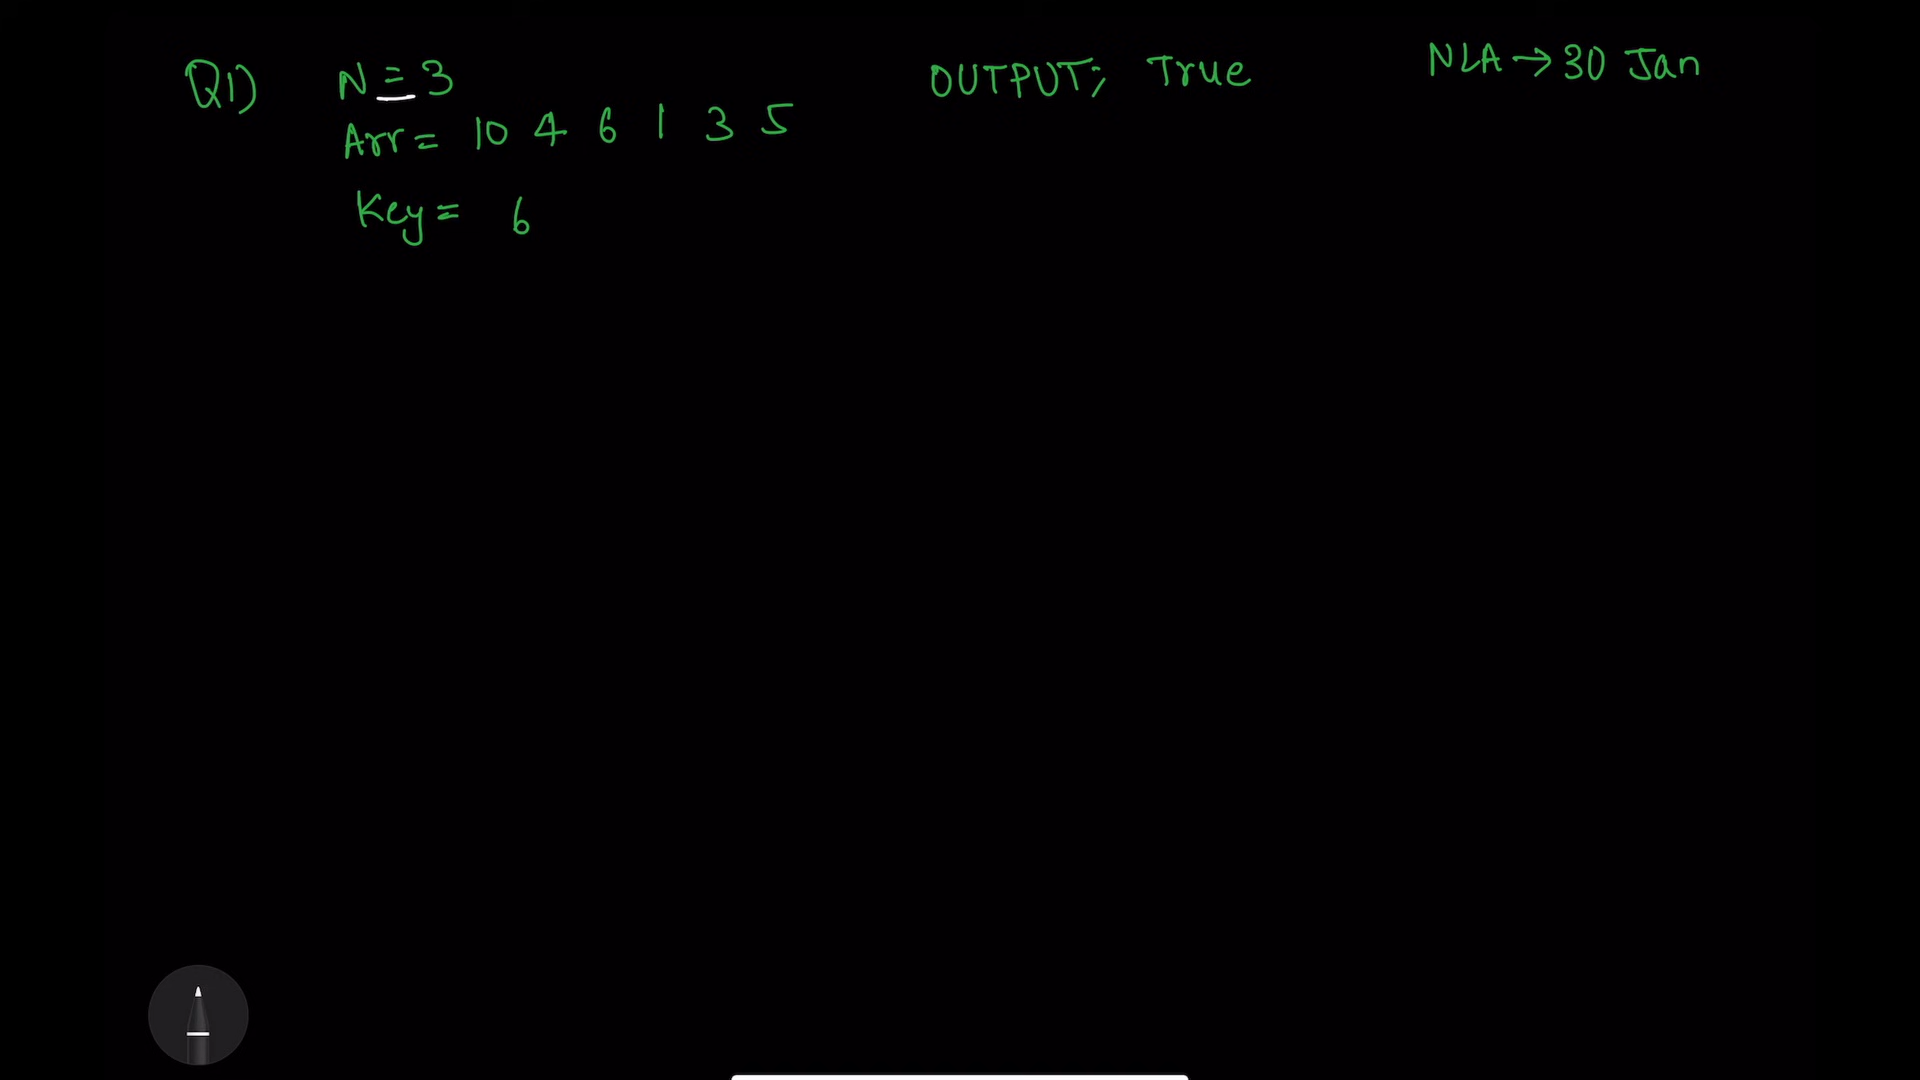 Q1) N = 3
Arr = 10 4 6 1 3 5
Key = 6
OUTPUT; True
NLA → 30 Jan